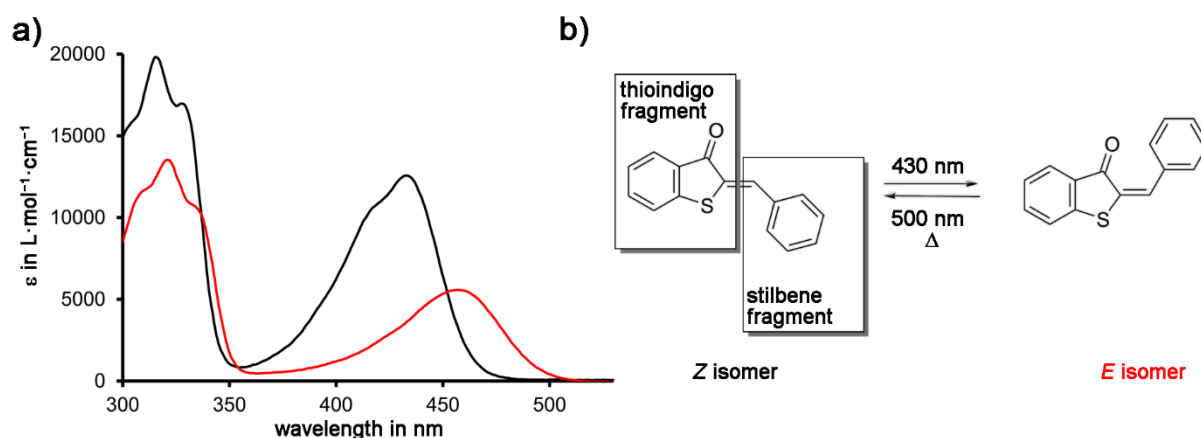 a)
20000
15000
10000
5000
0
ε in L·mol⁻¹·cm⁻¹
300
350
400
450
500
wavelength in nm
b)
thioindigo
fragment
O
S
stilbene
fragment
Z isomer
430 nm
500 nm
Δ
O
S
E isomer